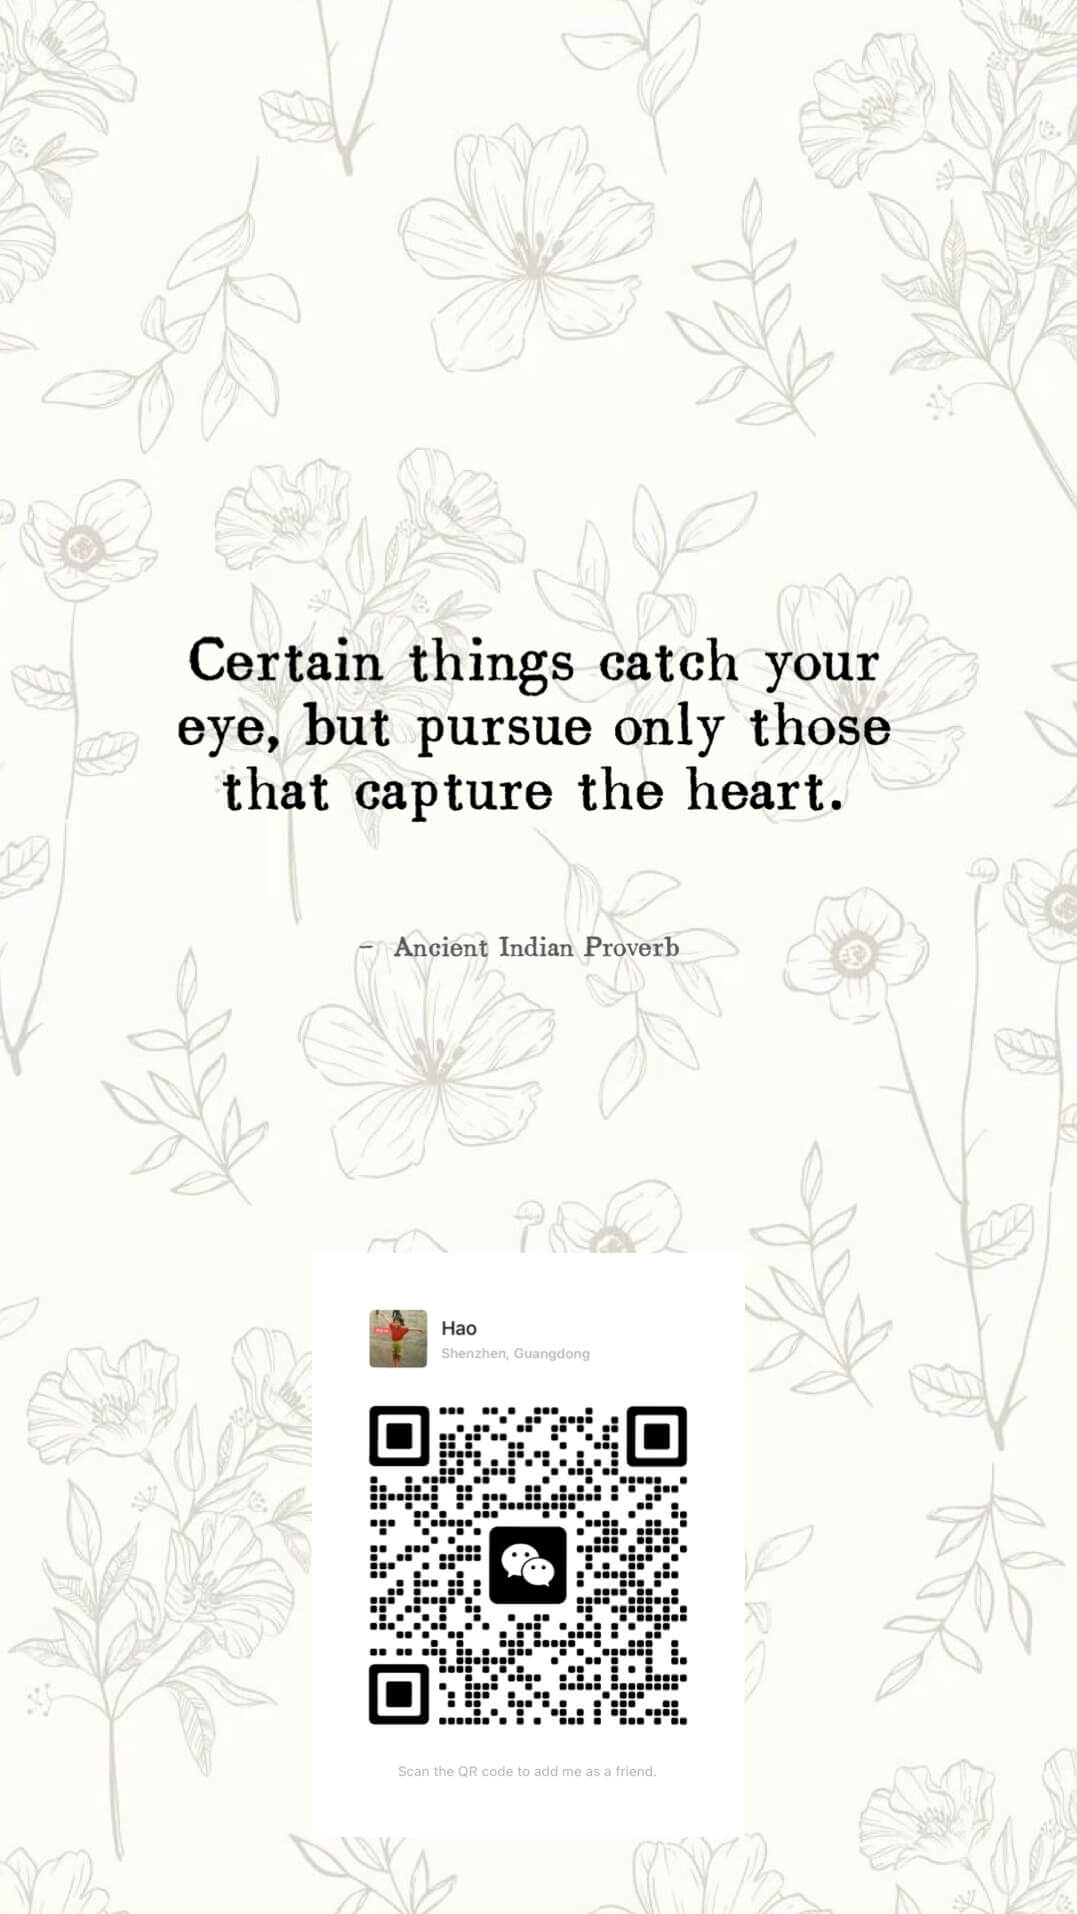 Certain things catch your
eye, but pursue only those
that capture the heart.
- Ancient Indian Proverb
Hao
Shenzhen, Guangdong
Scan the QR code to add me as a friend.